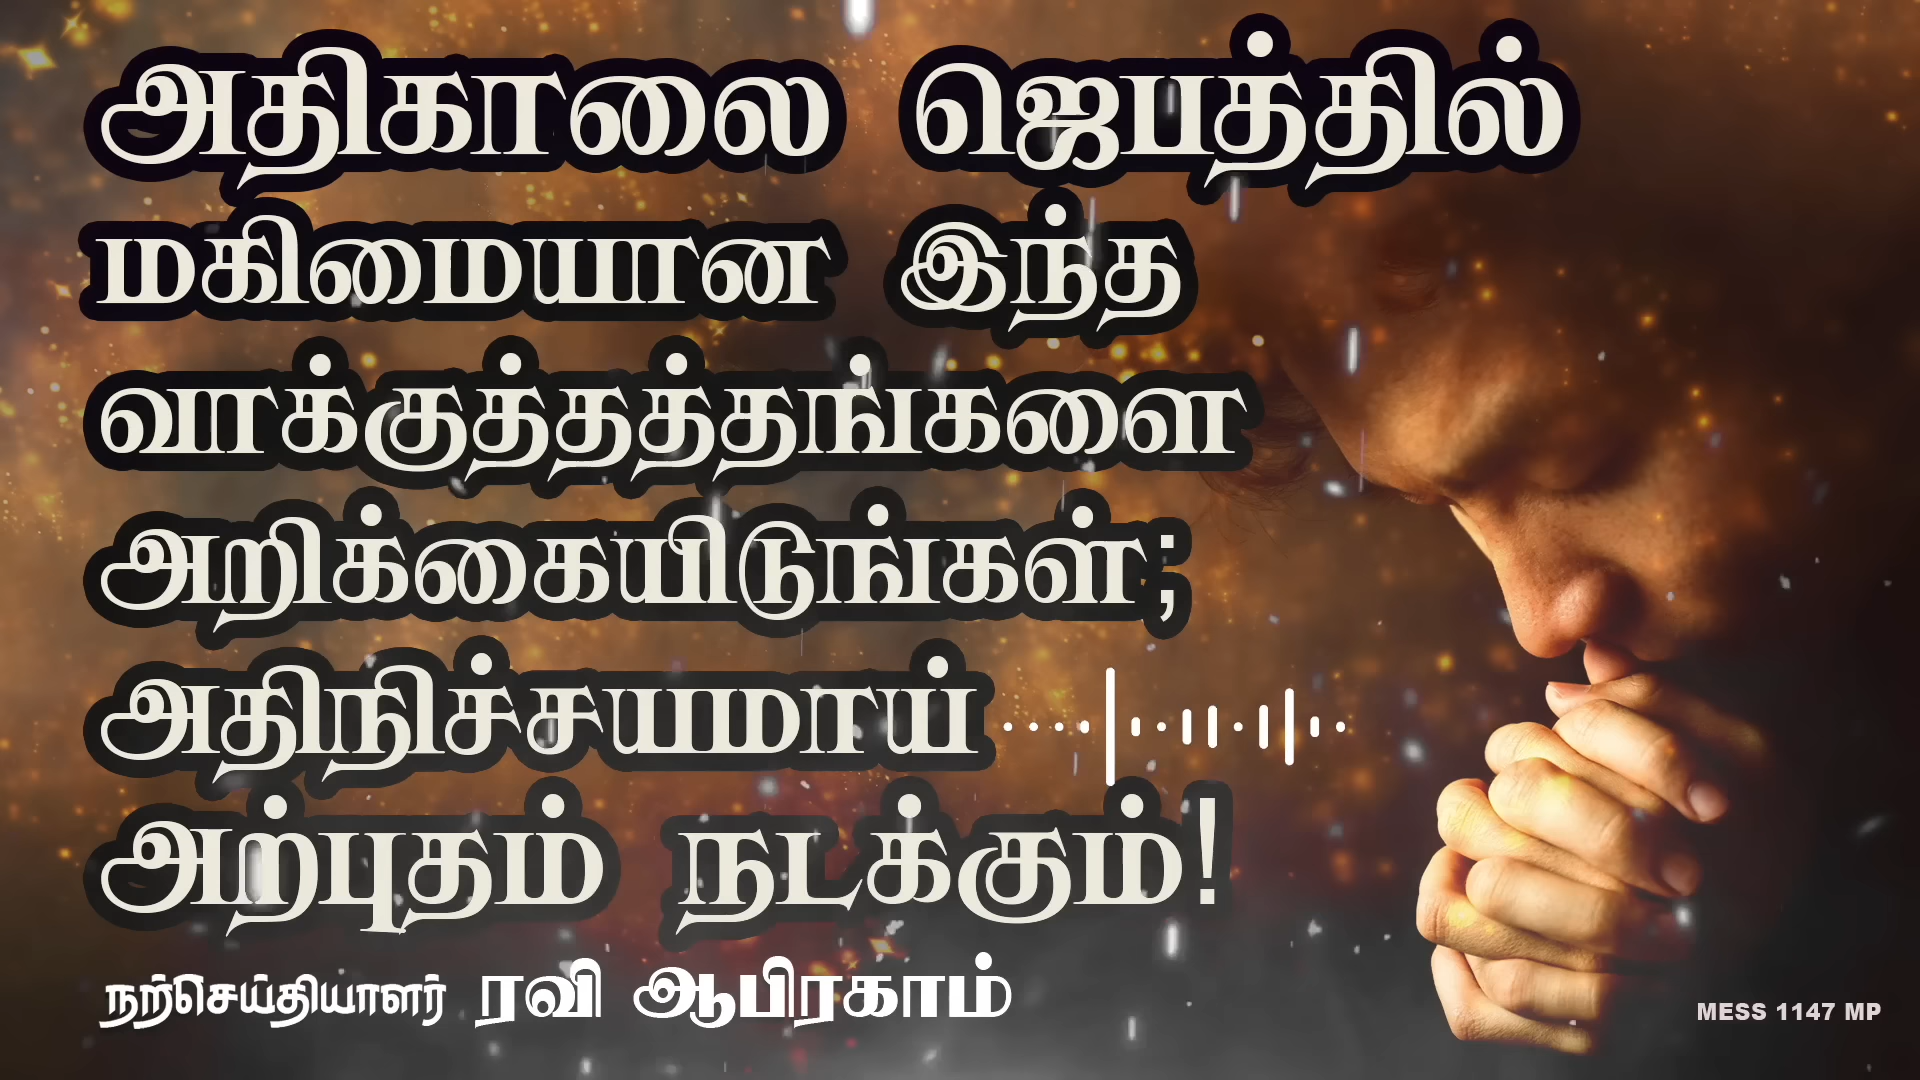 அதிகாலை ஜெபத்தில்
மகிமையான இந்த
வாக்குத்தத்தங்களை
அறிக்கையிடுங்கள்;
அதிநிச்சயமாய்
அற்புதம் நடக்கும்!
நற்செய்தியாளர் ரவி ஆபிரகாம்
MESS 1147 MP